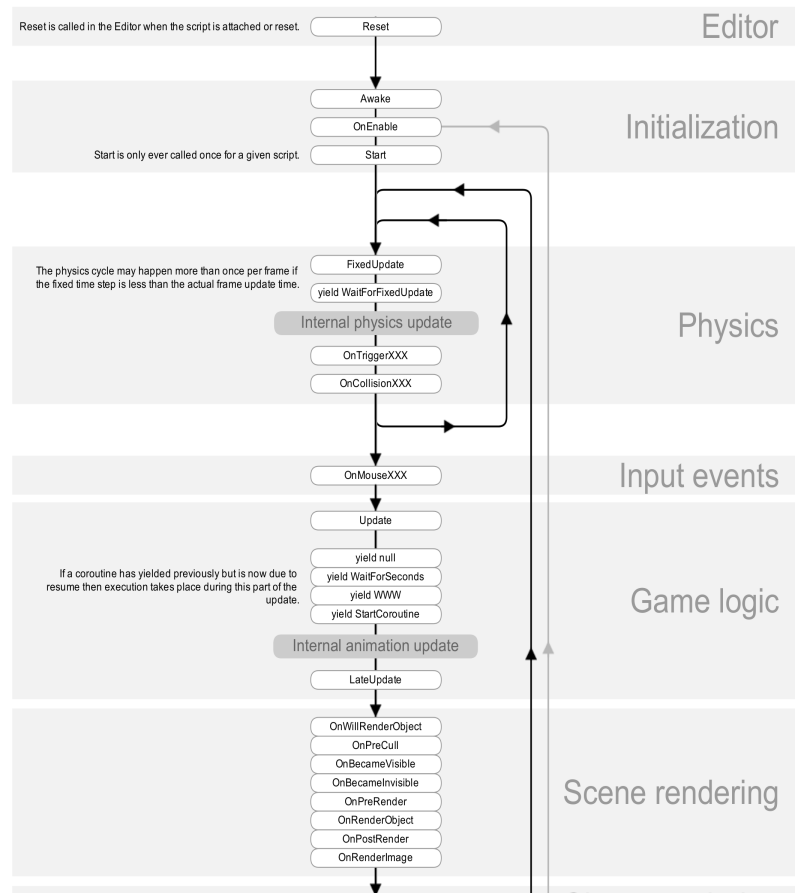 Reset is called in the Editor when the script is attached or reset.
Reset
Editor
Awake
OnEnable
Initialization
Start is only ever called once for a given script.
Start
FixedUpdate
The physics cycle may happen more than once per frame if
the fixed time step is less than the actual frame update time.
yield WaitForFixedUpdate
Internal physics update
Physics
OnTriggerXXX
OnCollisionXXX
OnMouseXXX
Input events
Update
yield null
If a coroutine has yielded previously but is now due to
resume then execution takes place during this part of the
update.
yield WaitForSeconds
yield WWW
yield StartCoroutine
Game logic
Internal animation update
LateUpdate
OnWillRenderObject
OnPreCull
OnBecameVisible
OnBecameInvisible
Scene rendering
OnPreRender
OnRenderObject
OnPostRender
OnRenderImage